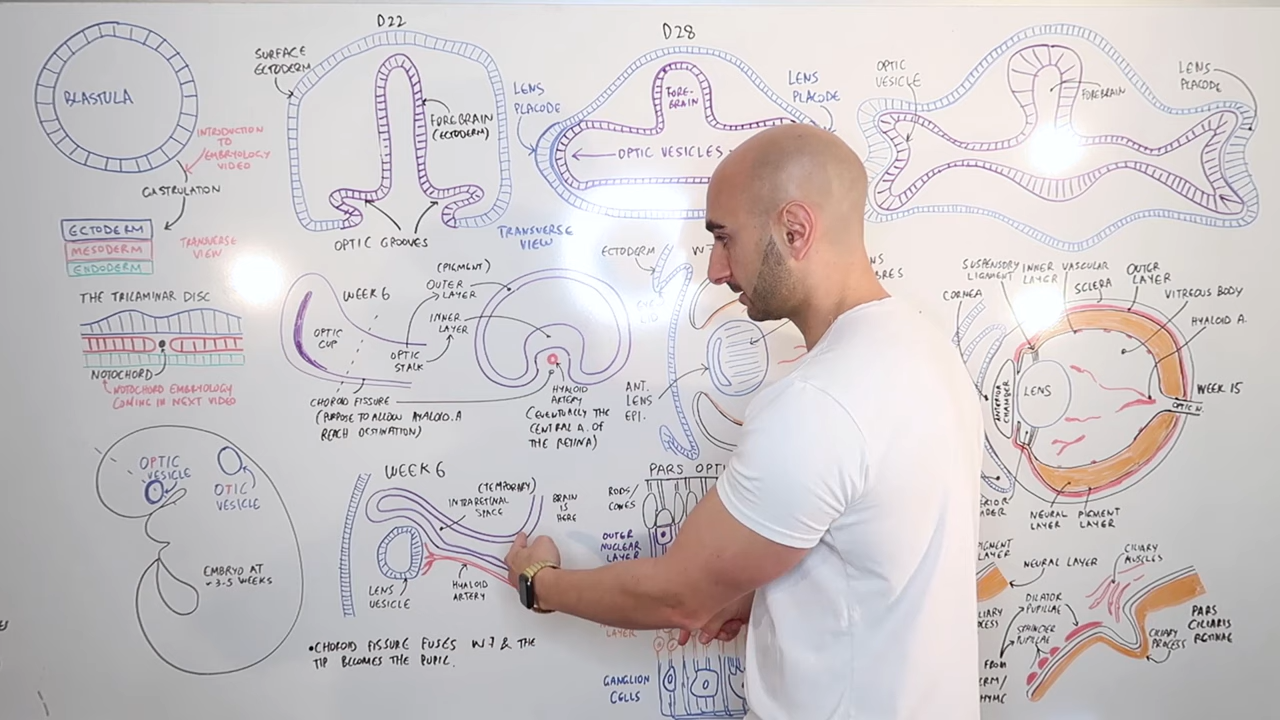 D22
D28
BLASTULA
SURFACE
ECTODERM
FOREBRAIN
(ECTODERM)
INTRODUCTION
TO
EMBRYOLOGY
VIDEO
GASTRULATION
OPTIC GROOVES
LENS
PLACODE
FORE-
BRAIN
LENS
PLACODE
OPTIC VESICLES
TRANSVERSE
VIEW
OPTIC
VESICLE
FOREBRAIN
LENS
PLACODE
ECTODERM
MESODERM
ENDODERM
TRANSVERSE
VIEW
THE TRILAMINAR DISC
NOTOCHORD
NOTOCHORD EMBRYOLOGY
COMING IN NEXT VIDEO
WEEK 6
OPTIC
CUP
(PIGMENT)
OUTER
LAYER
INNER
LAYER
OPTIC
STALK
CHOROID FISSURE
(PURPOSE TO ALLOW HYALOID.A
REACH DESTINATION)
HYALOID
ARTERY
(EVENTUALLY THE
CENTRAL A. OF
THE RETINA)
ECTODERM
ANT.
LENS
EPI.
SUSPENSORY
LIGAMENT
INNER VASCULAR
LAYER
SCLERA
OUTER
LAYER
VITREOUS BODY
HYALOID A.
CORNEA
LENS
ANTERIOR
CHAMBER
WEEK 15
OPTIC N.
NEURAL
LAYER
PIGMENT
LAYER
OPTIC
VESICLE
OTIC
VESICLE
EMBRYO AT
~3-5 WEEKS
WEEK 6
(TEMPORARY)
INTRARETINAL
SPACE
BRAIN
IS
HERE
LENS
VESICLE
HYALOID
ARTERY
•CHOROID FISSURE FUSES W7 & THE
TIP BECOMES THE PUPIL.
PARS
RODS/
CONES
OUTER
NUCLEAR
LAYER
LAYER
GANGLION
CELLS
LAYER
NEURAL LAYER
CILIARY
MUSCLES
DILATOR
PUPILLAE
SPHINCTER
PUPILLAE
FROM
CILIARY
PROCESS
PARS
CILIARIS
RETINAE